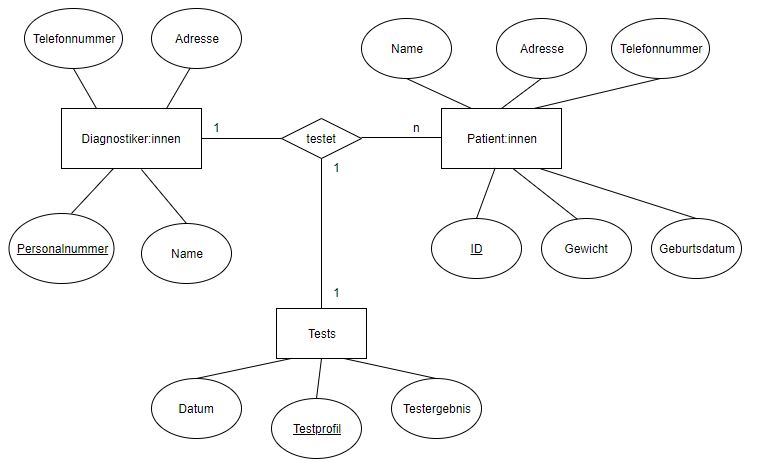 Telefonnummer
Adresse
Name
Adresse
Telefonnummer
Diagnostiker:innen
1
testet
n
Patient:innen
1
Personalnummer
Name
ID
Gewicht
Geburtsdatum
1
Tests
Datum
Testprofil
Testergebnis